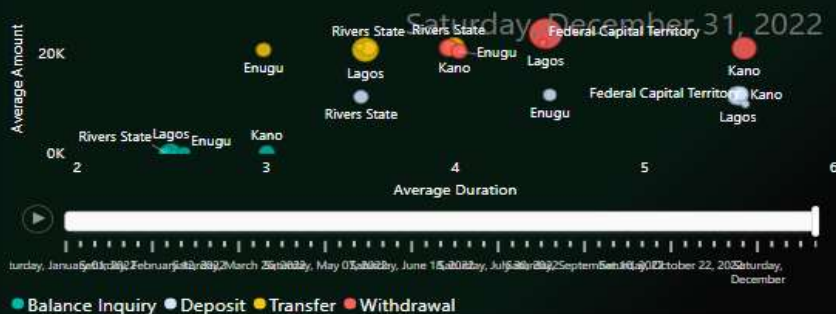 Saturday, December 31, 2022
Average Amount
20K
0K
Rivers State
Rivers State
Federal Capital Territory
Enugu
Lagos
Kano
Enugu
Lagos
Kano
Rivers State
Enugu
Federal Capital Territory
Kano
Lagos
Rivers State
Lagos
Enugu
Kano
2 3 4 5 6
Average Duration
Balance Inquiry Deposit Transfer Withdrawal